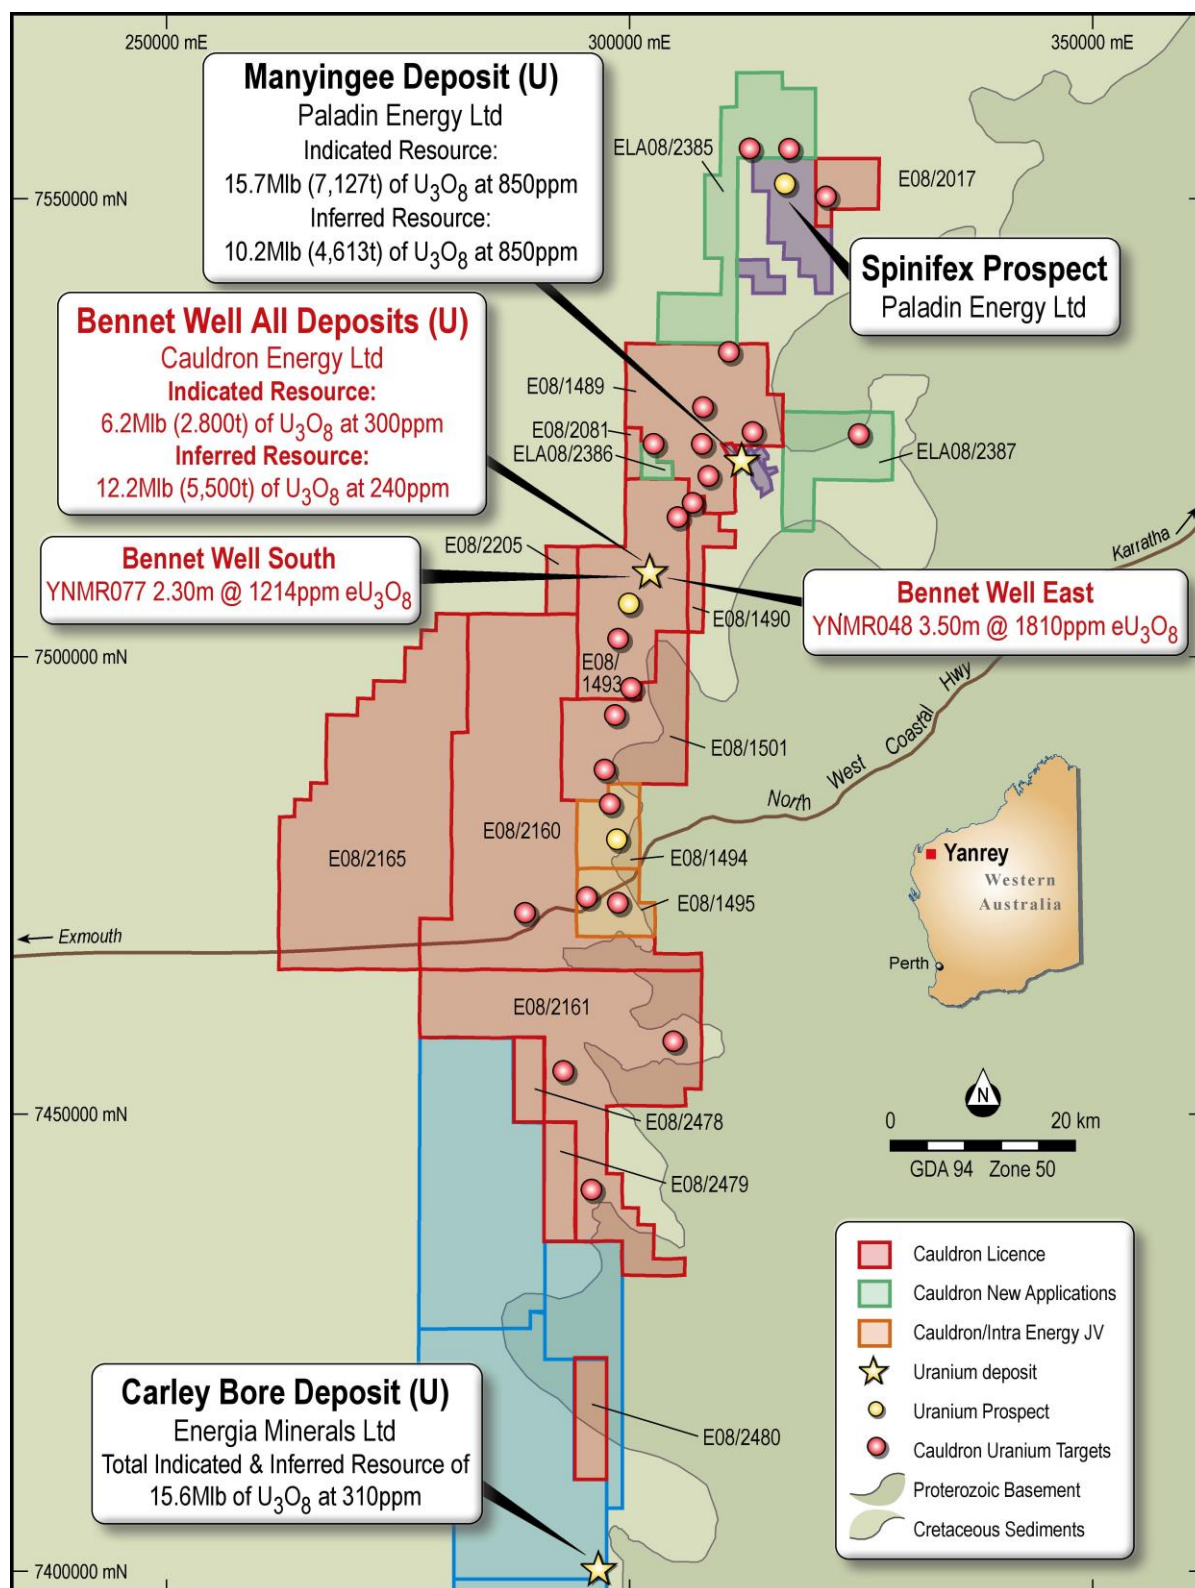 250000 mE
300000 mE
350000 mE
Manyingee Deposit (U)
Paladin Energy Ltd
Indicated Resource:
15.7Mlb (7,127t) of U3O8 at 850ppm
Inferred Resource:
10.2Mlb (4,613t) of U3O8 at 850ppm
ELA08/2385
E08/2017
7550000 mN
Spinifex Prospect
Paladin Energy Ltd
Bennet Well All Deposits (U)
Cauldron Energy Ltd
Indicated Resource:
6.2Mlb (2.800t) of U3O8 at 300ppm
Inferred Resource:
12.2Mlb (5,500t) of U3O8 at 240ppm
E08/1489
E08/2081
ELA08/2386
ELA08/2387
Karratha
E08/2205
Bennet Well South
YNMR077 2.30m @ 1214ppm eU3O8
Bennet Well East
YNMR048 3.50m @ 1810ppm eU3O8
E08/1490
7500000 mN
E08/
1493
E08/1501
North West Coastal Hwy
E08/2160
E08/2165
E08/1494
E08/1495
Yanrey
Western
Australia
Perth
Exmouth
E08/2161
N
0 20 km
GDA 94 Zone 50
7450000 mN
E08/2478
E08/2479
Cauldron Licence
Cauldron New Applications
Cauldron/Intra Energy JV
Uranium deposit
Uranium Prospect
Cauldron Uranium Targets
Proterozoic Basement
Cretaceous Sediments
Carley Bore Deposit (U)
Energia Minerals Ltd
Total Indicated & Inferred Resource of
15.6Mlb of U3O8 at 310ppm
E08/2480
7400000 mN